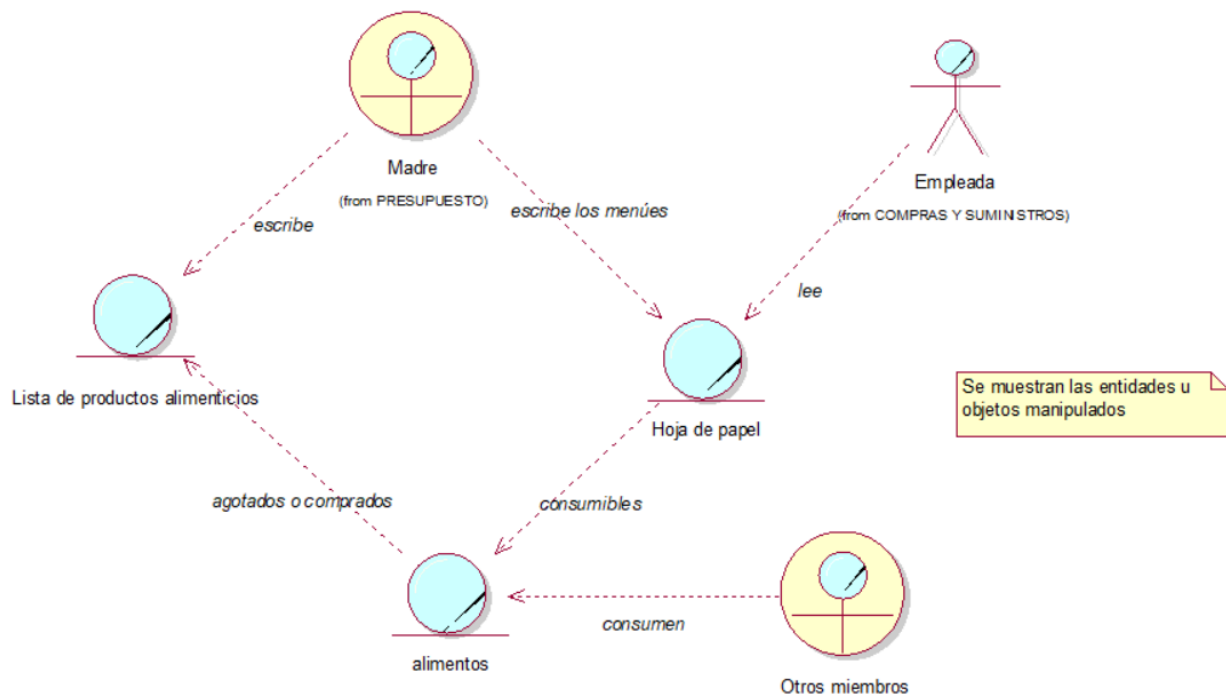 Madre
(from PRESUPUESTO)
Empleada
(from COMPRAS Y SUMINISTROS)
escribe
escribe los menúes
lee
Lista de productos alimenticios
Hoja de papel
Se muestran las entidades u
objetos manipulados
agotados o comprados
consumibles
consumen
alimentos
Otros miembros